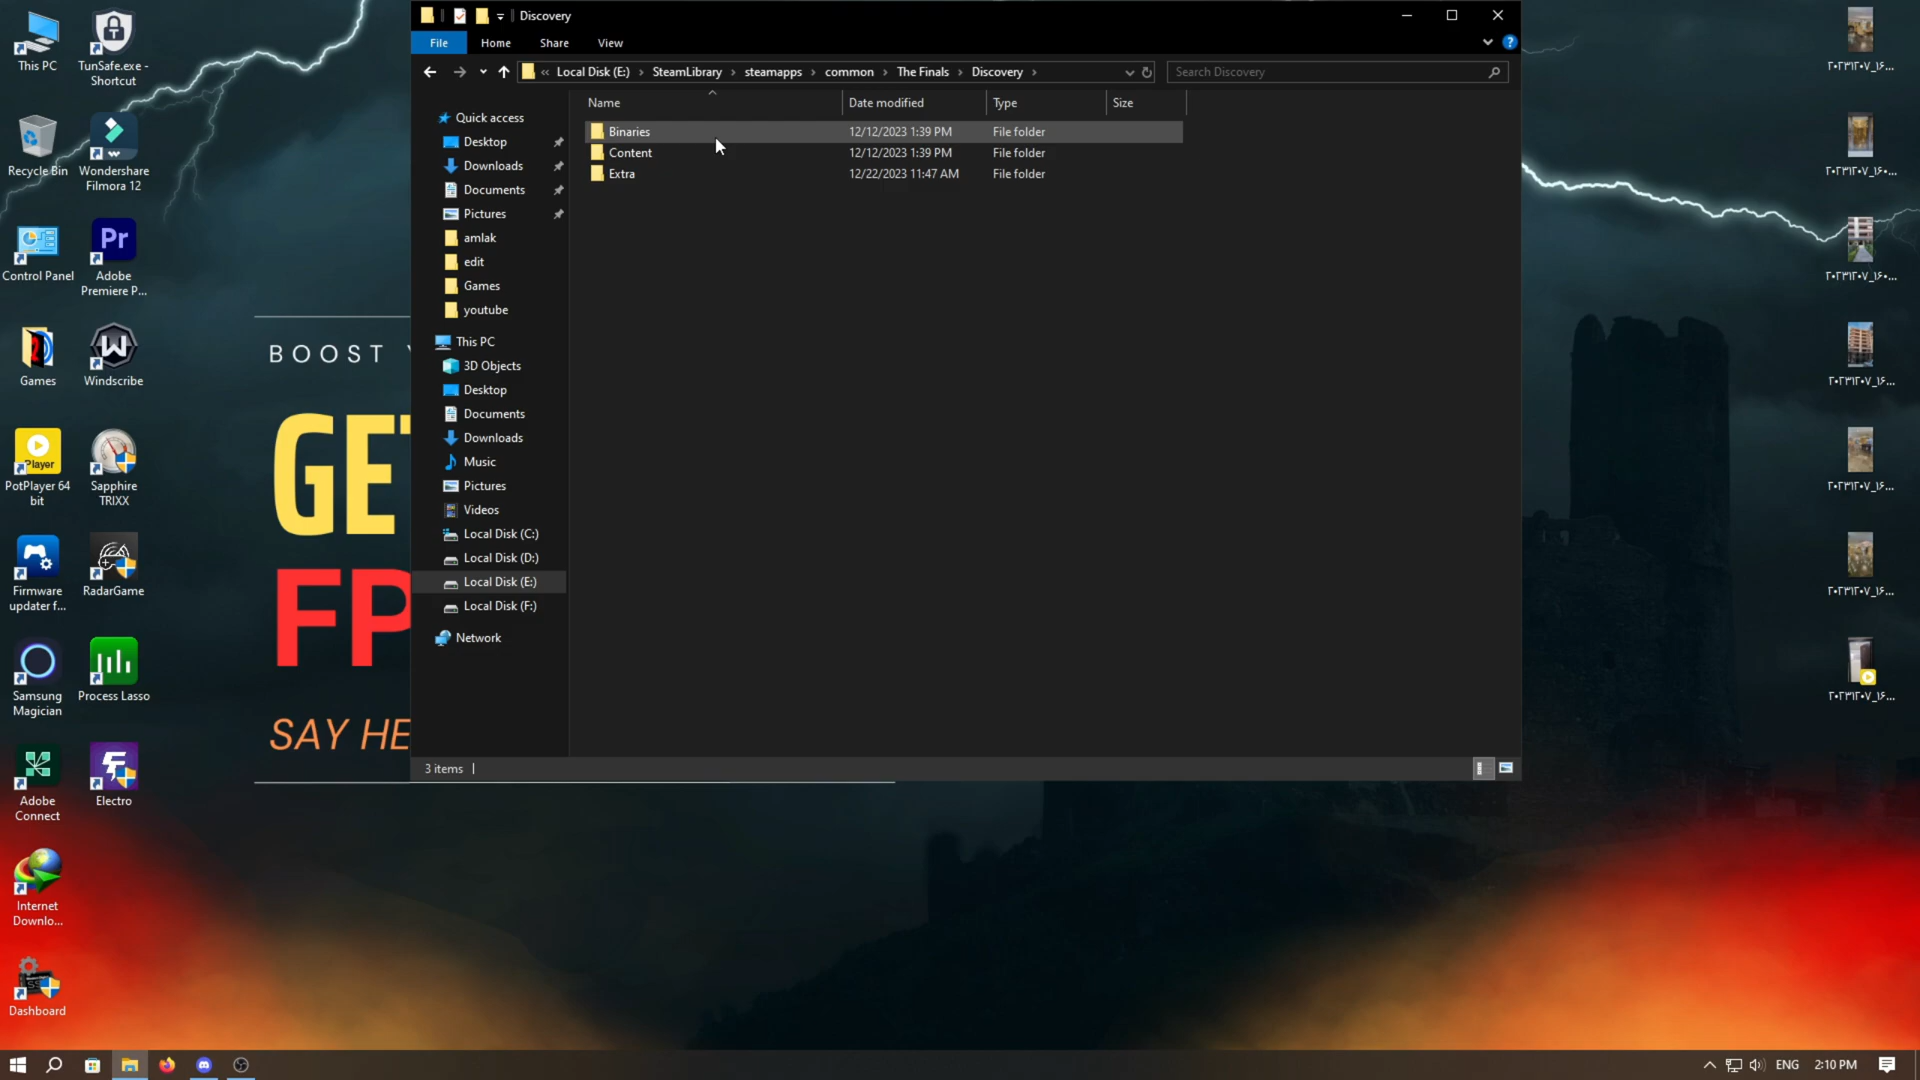 Discovery
File
Home
Share
View
Local Disk (E:) › SteamLibrary › steamapps › common › The Finals › Discovery ›
Search Discovery
Name
Date modified
Type
Size
Binaries 12/12/2023 1:39 PM File folder
Content 12/12/2023 1:39 PM File folder
Extra 12/22/2023 11:47 AM File folder
Quick access
Desktop
Downloads
Documents
Pictures
amlak
edit
Games
youtube
This PC
3D Objects
Desktop
Documents
Downloads
Music
Pictures
Videos
Local Disk (C:)
Local Disk (D:)
Local Disk (E:)
Local Disk (F:)
Network
3 items
This PC
TunSafe.exe -
Shortcut
Recycle Bin
Wondershare
Filmora 12
Control Panel
Adobe
Premiere P...
Games
Windscribe
PotPlayer 64
bit
Sapphire
TRIXX
Firmware
updater f...
RadarGame
Samsung
Magician
Process Lasso
Adobe
Connect
Electro
Internet
Downlo...
Dashboard
BOOST
GET
FP
SAY HE
ENG
2:10 PM